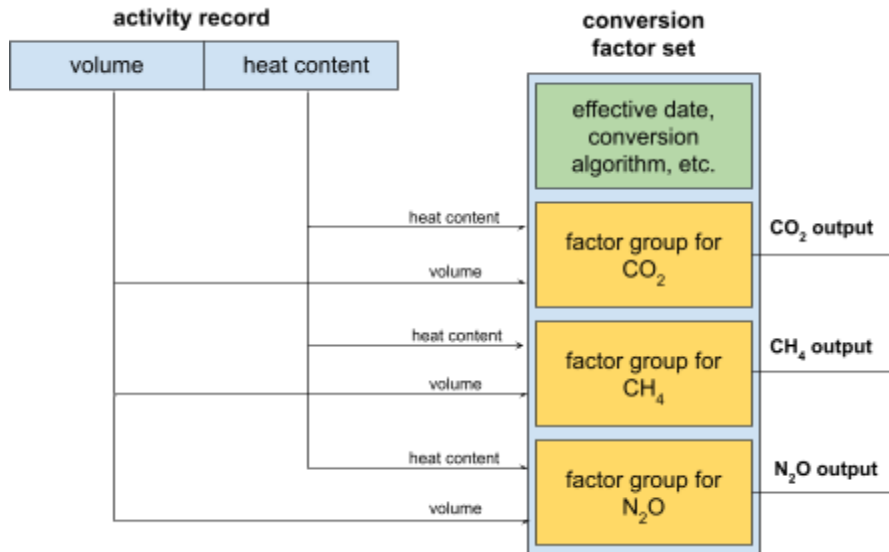 activity record
volume
heat content
conversion
factor set
effective date,
conversion
algorithm, etc.
heat content
volume
factor group for
CO₂
CO₂ output
heat content
volume
factor group for
CH₄
CH₄ output
heat content
volume
factor group for
N₂O
N₂O output